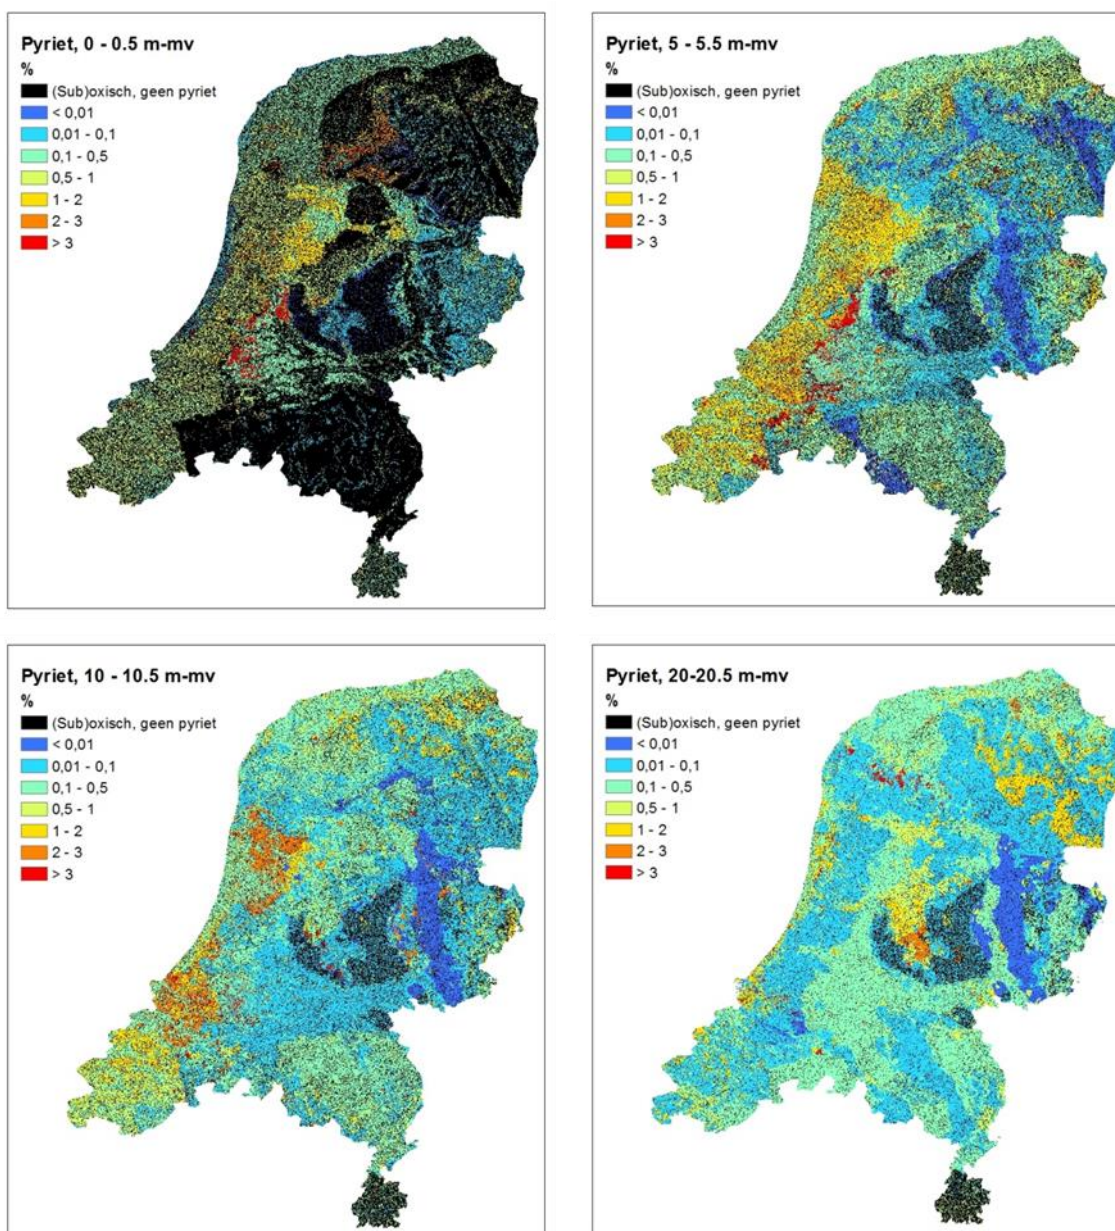 Pyriet, 0 - 0.5 m-mv
%
(Sub)oxisch, geen pyriet
< 0,01
0,01 - 0,1
0,1 - 0,5
0,5 - 1
1 - 2
2 - 3
> 3
Pyriet, 5 - 5.5 m-mv
%
(Sub)oxisch, geen pyriet
< 0,01
0,01 - 0,1
0,1 - 0,5
0,5 - 1
1 - 2
2 - 3
> 3
Pyriet, 10 - 10.5 m-mv
%
(Sub)oxisch, geen pyriet
< 0,01
0,01 - 0,1
0,1 - 0,5
0,5 - 1
1 - 2
2 - 3
> 3
Pyriet, 20-20.5 m-mv
%
(Sub)oxisch, geen pyriet
< 0,01
0,01 - 0,1
0,1 - 0,5
0,5 - 1
1 - 2
2 - 3
> 3